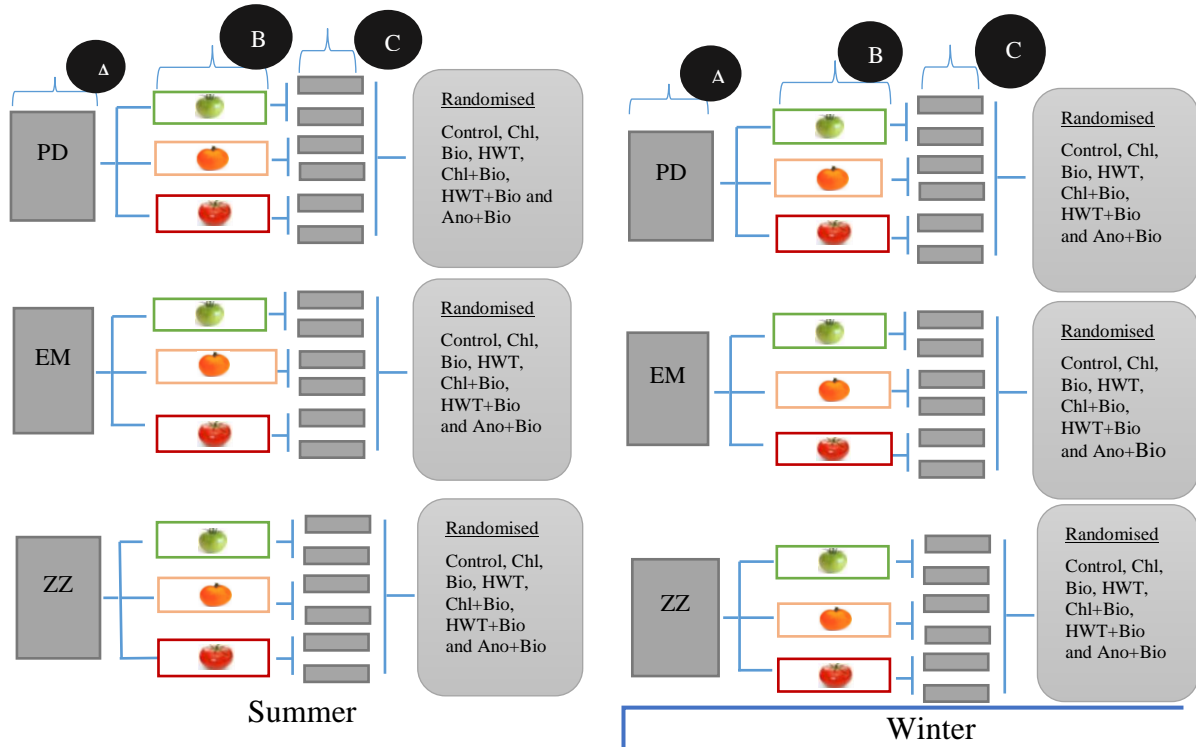 A
B
C
PD
Randomised
Control, Chl,
Bio, HWT,
Chl+Bio,
HWT+Bio and
Ano+Bio
EM
Randomised
Control, Chl,
Bio, HWT,
Chl+Bio,
HWT+Bio
and Ano+Bio
ZZ
Randomised
Control, Chl,
Bio, HWT,
Chl+Bio,
HWT+Bio
and Ano+Bio
Summer
A
B
C
PD
Randomised
Control, Chl,
Bio, HWT,
Chl+Bio,
HWT+Bio
and Ano+Bio
EM
Randomised
Control, Chl,
Bio, HWT,
Chl+Bio,
HWT+Bio
and Ano+Bio
ZZ
Randomised
Control, Chl,
Bio, HWT,
Chl+Bio,
HWT+Bio
and Ano+Bio
Winter